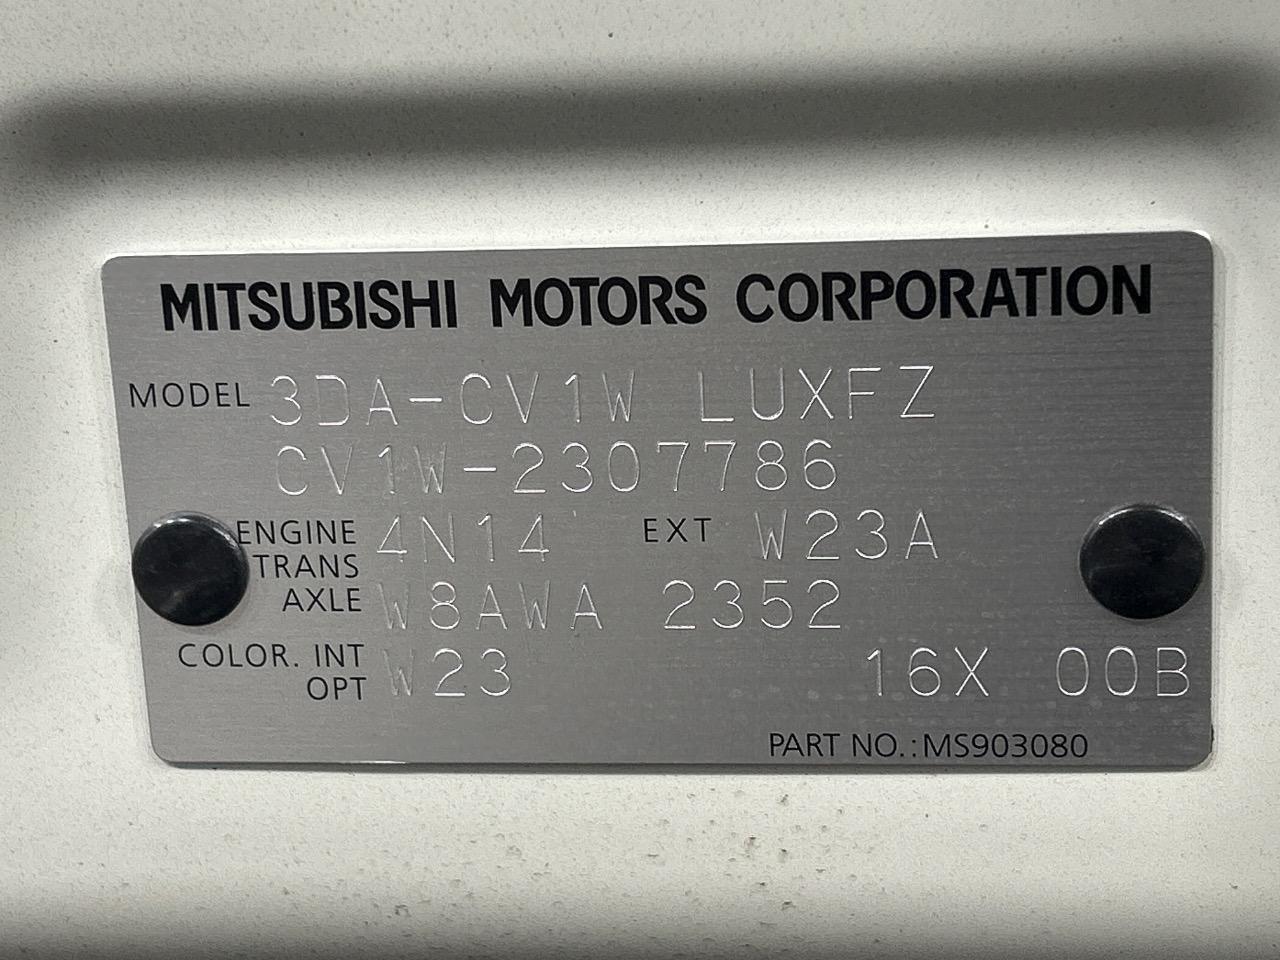 MITSUBISHI MOTORS CORPORATION
MODEL 3DA-CV1W LUXFZ
CV1W-2307786
ENGINE 4N14 EXT W23A
TRANS
AXLE W8AWA 2352
COLOR. INT W23 16X 00B
OPT
PART NO.:MS903080